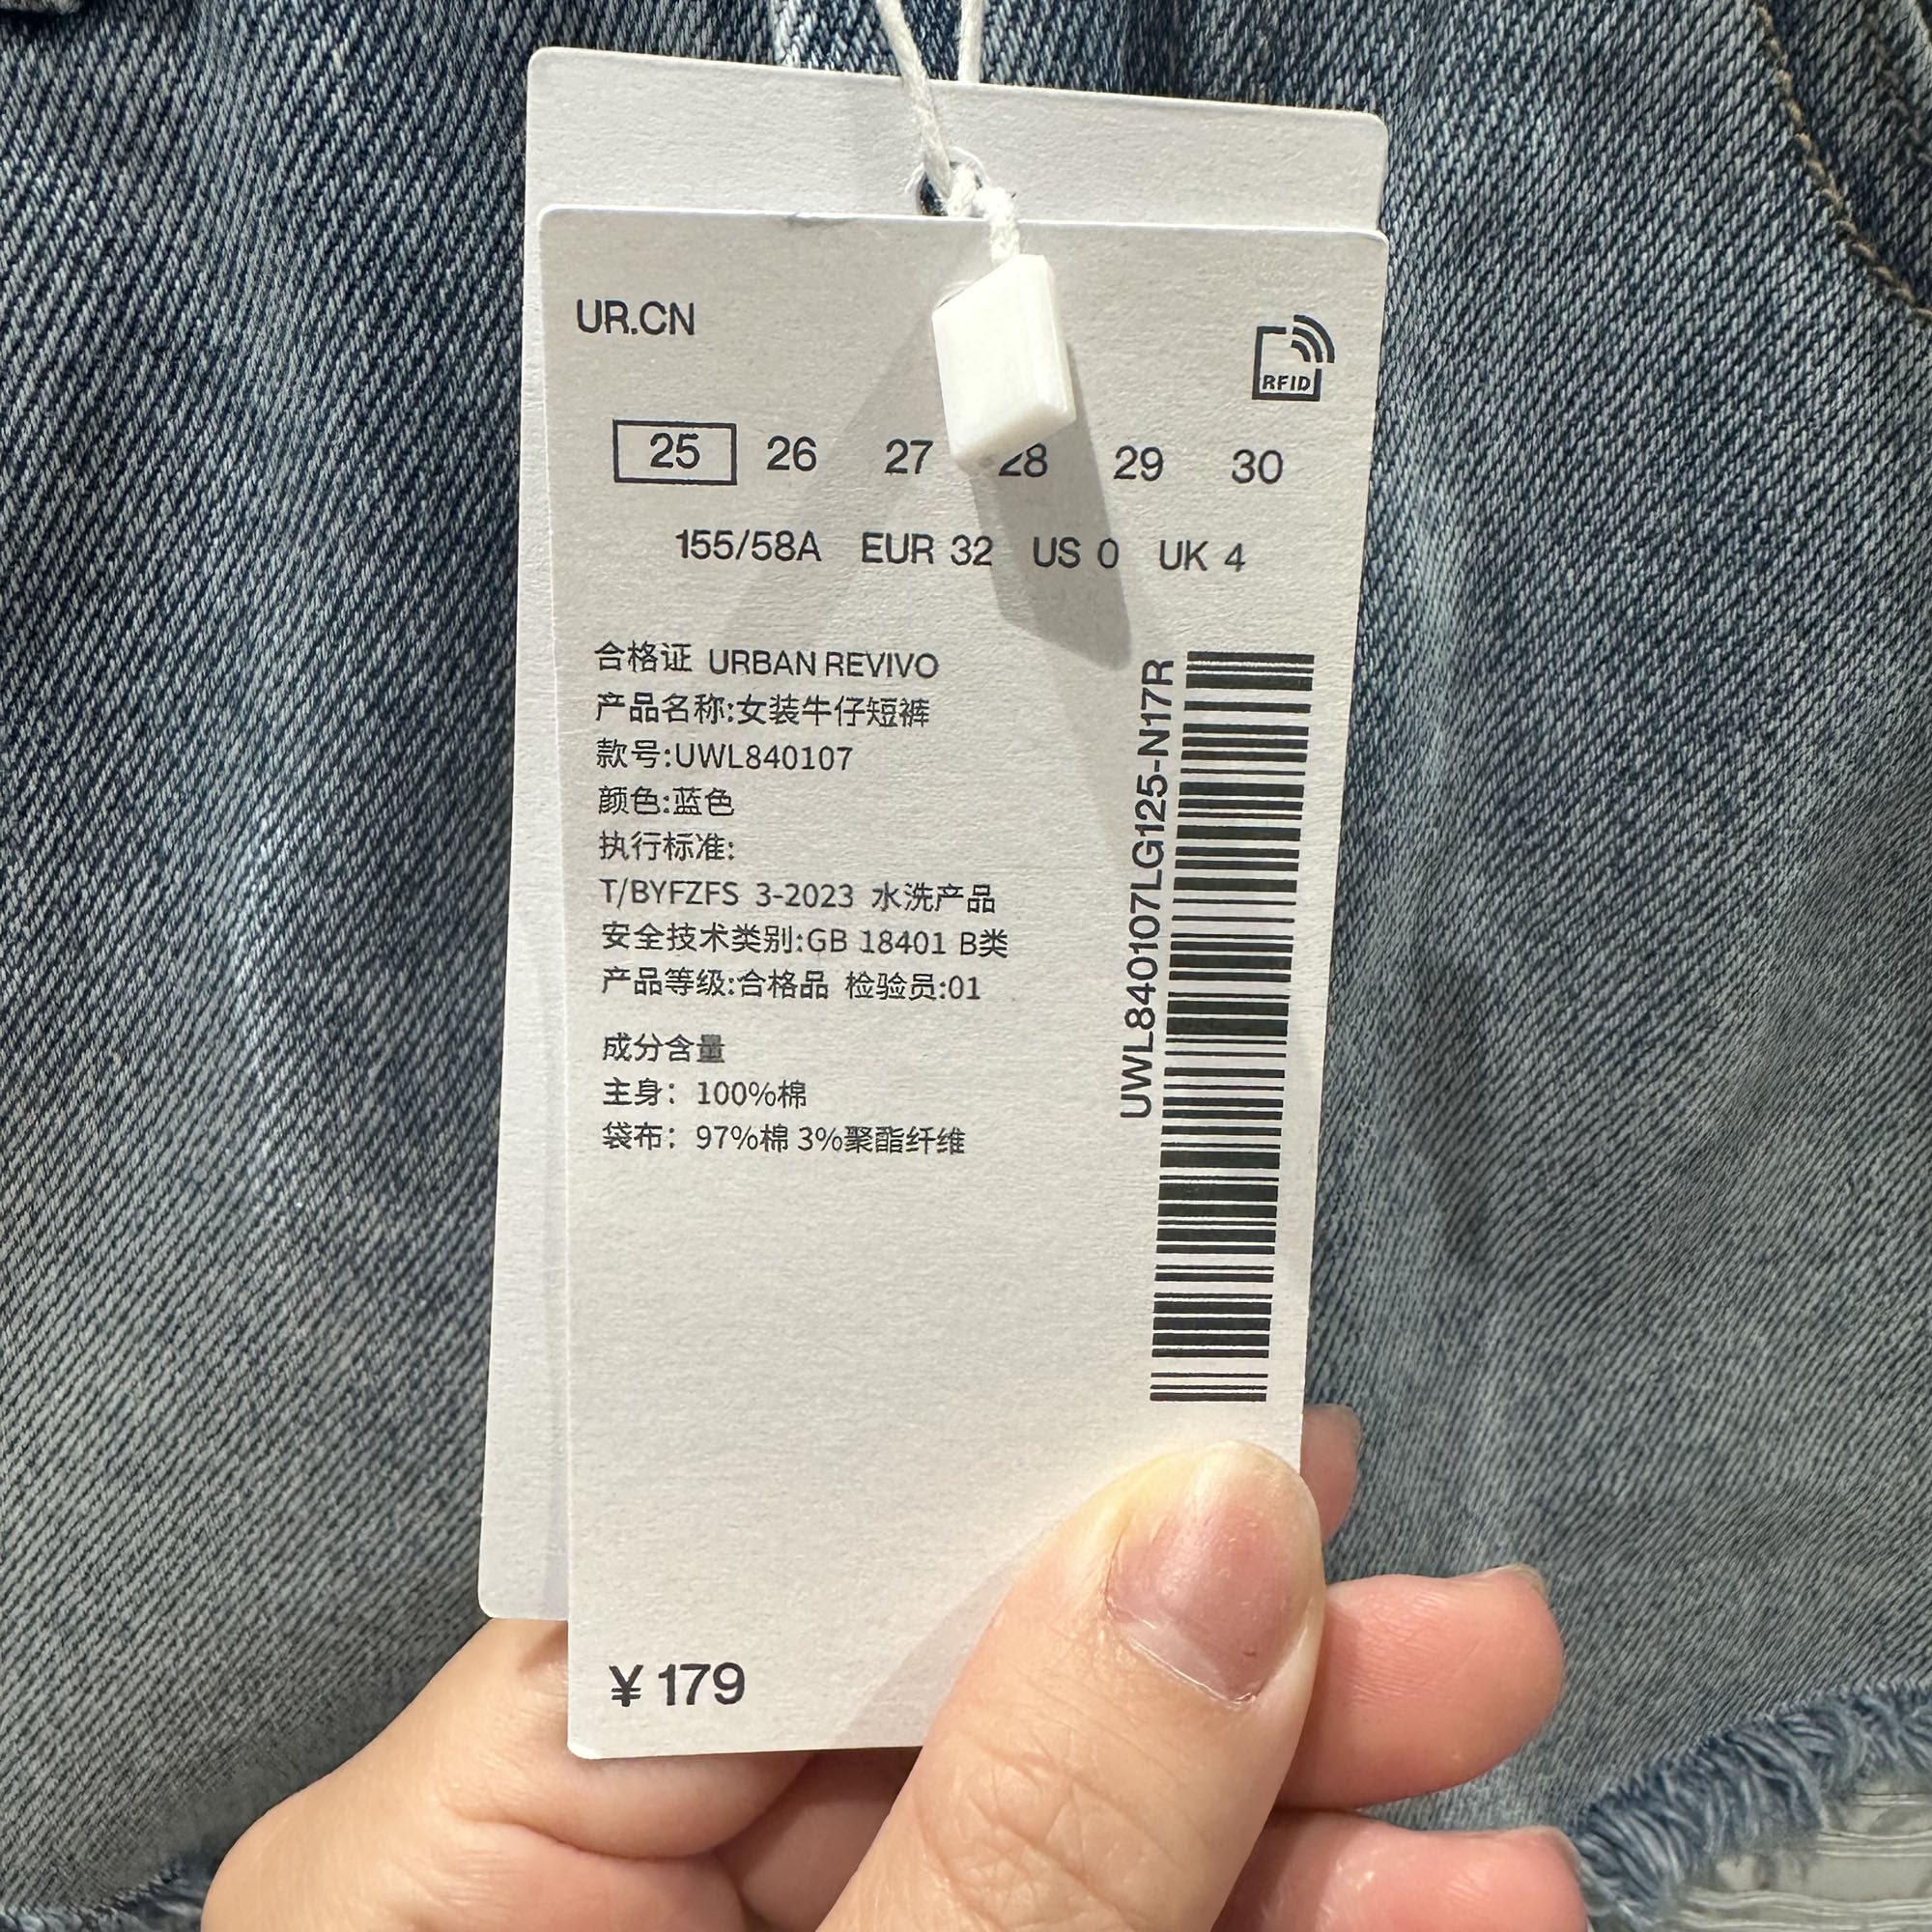 UR.CN
RFID
25 26 27 28 29 30
155/58A EUR 32 US 0 UK 4
合格证 URBAN REVIVO
产品名称:女装牛仔短裤
款号:UWL840107
颜色:蓝色
执行标准:
T/BYFZFS 3-2023 水洗产品
安全技术类别:GB 18401 B类
产品等级:合格品 检验员:01
成分含量
主身：100%棉
袋布：97%棉 3%聚酯纤维
UWL840107LG125-N17R
¥ 179